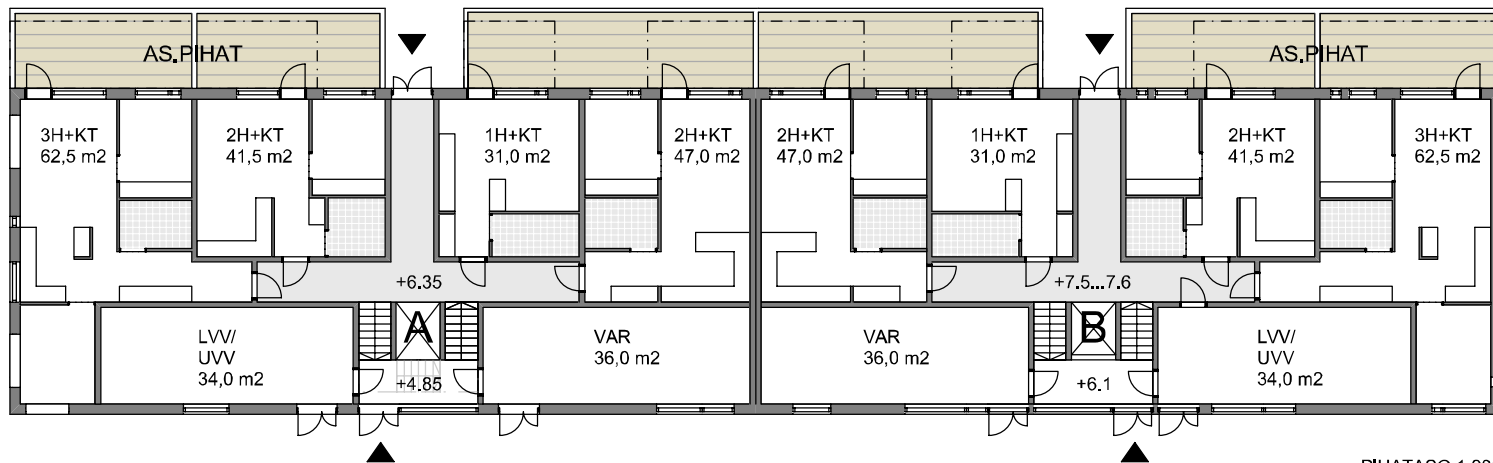 AS.PIHAT
AS.PIHAT
3H+KT
62,5 m2
2H+KT
41,5 m2
1H+KT
31,0 m2
2H+KT
47,0 m2
2H+KT
47,0 m2
1H+KT
31,0 m2
2H+KT
41,5 m2
3H+KT
62,5 m2
+6.35
+7.5...7.6
A
B
LVV/
UVV
34,0 m2
VAR
36,0 m2
VAR
36,0 m2
LVV/
UVV
34,0 m2
+4.85
+6.1